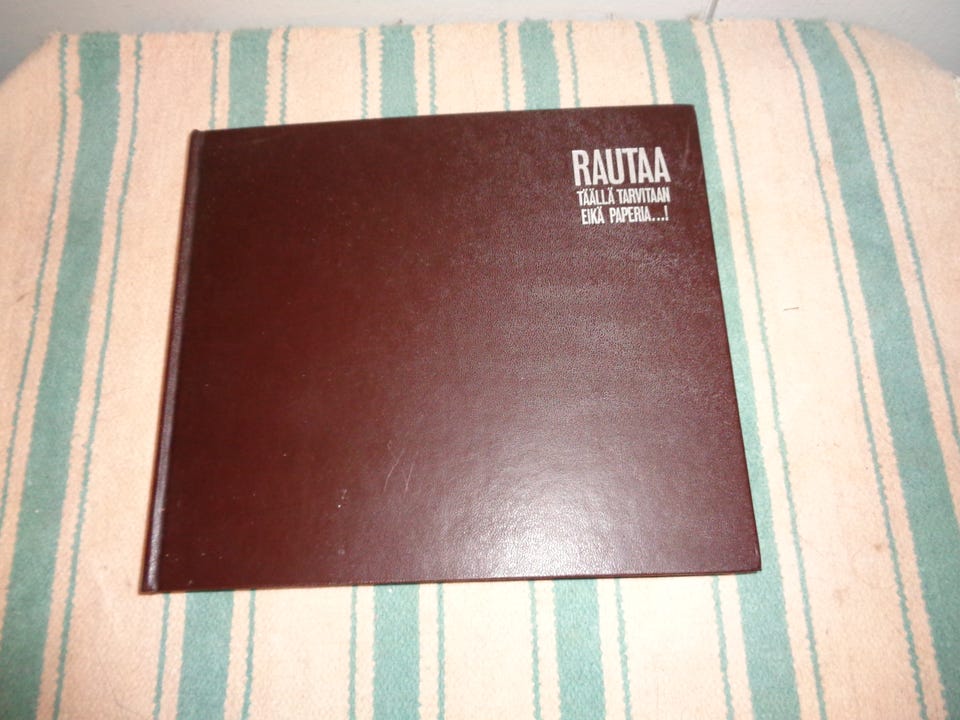 RAUTAA
TÄÄLLÄ TARVITAAN
EIKÄ PAPERIA...!